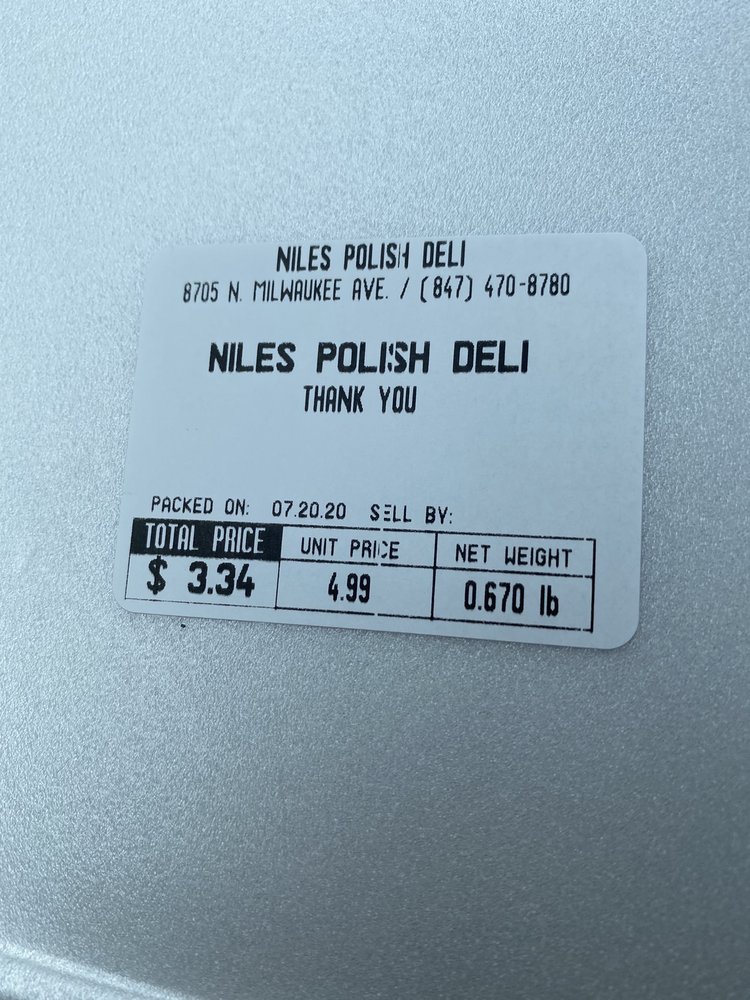 NILES POLISH DELI
8705 N. MILWAUKEE AVE. / (847) 470-8780
NILES POLISH DELI
THANK YOU
PACKED ON: 07.20.20 SELL BY:
TOTAL PRICE UNIT PRICE NET WEIGHT
$ 3.34 4.99 0.670 lb